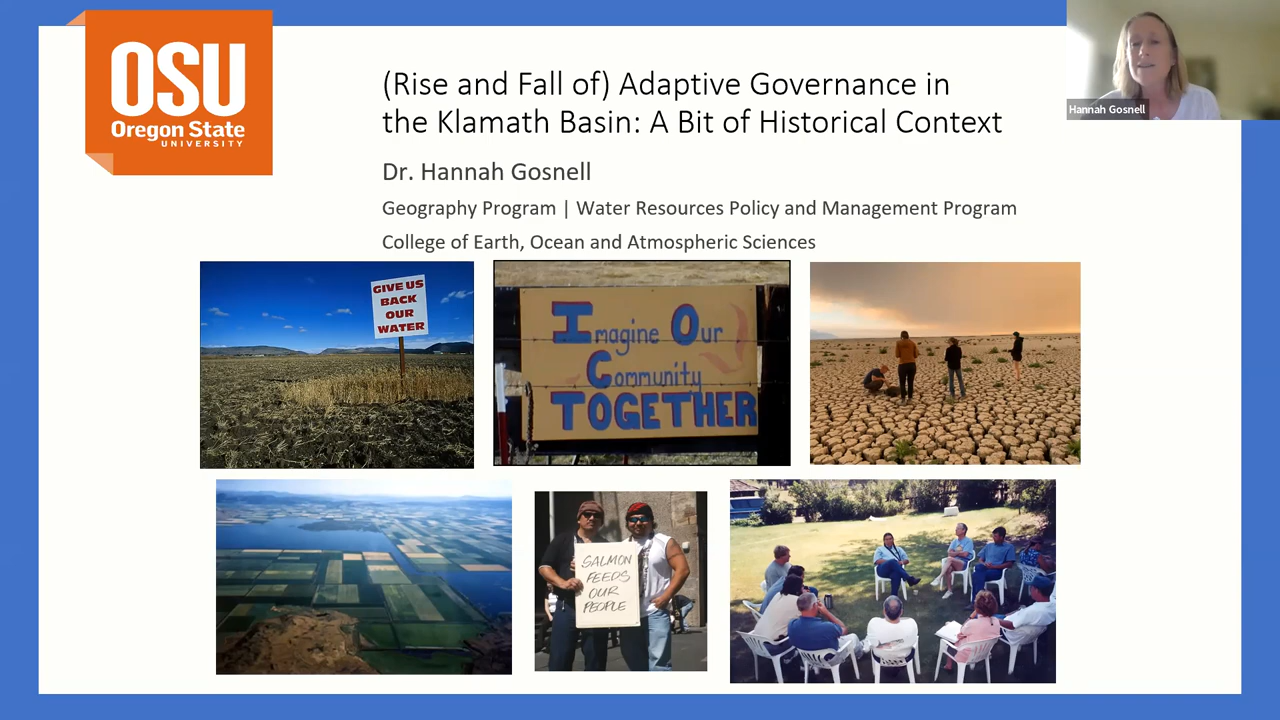 OSU
Oregon State
UNIVERSITY
(Rise and Fall of) Adaptive Governance in
the Klamath Basin: A Bit of Historical Context
Dr. Hannah Gosnell
Geography Program | Water Resources Policy and Management Program
College of Earth, Ocean and Atmospheric Sciences
Hannah Gosnell
GIVE US
BACK
OUR
WATER
Imagine Our
Community
TOGETHER
SALMON
FEEDS
OUR
PEOPLE